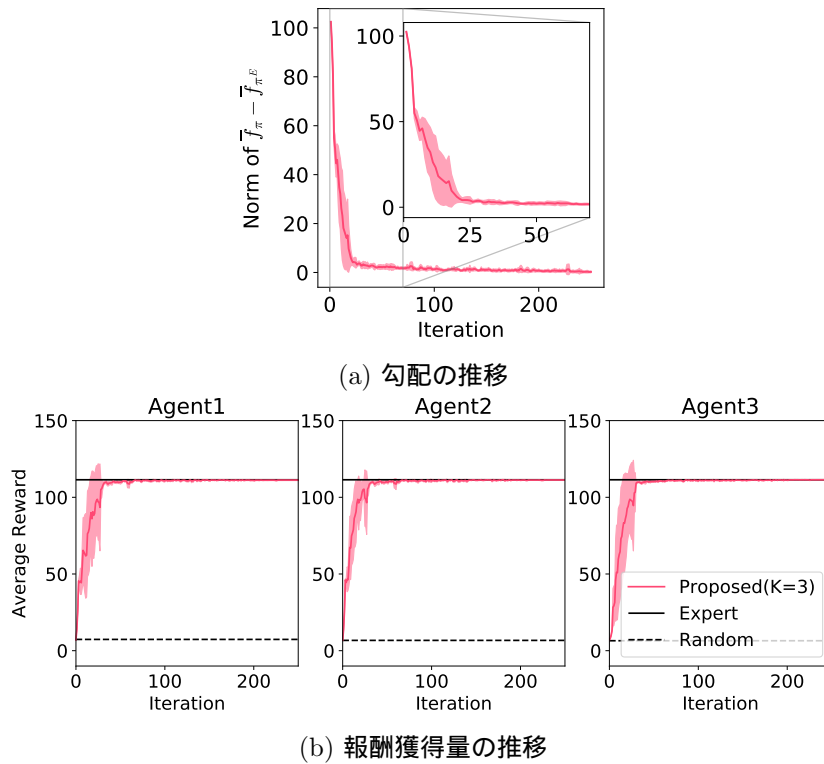 100
80
60
40
20
0
Norm of f̅_π − f̅_{π^E}
100
50
0
0 25 50
0 100 200
Iteration
(a) 勾配の推移
Agent1 Agent2 Agent3
150 150 150
100 100 100
50 50 50
0 0 0
Average Reward
Proposed(K=3)
Expert
Random
0 100 200 0 100 200 0 100 200
Iteration Iteration Iteration
(b) 報酬獲得量の推移